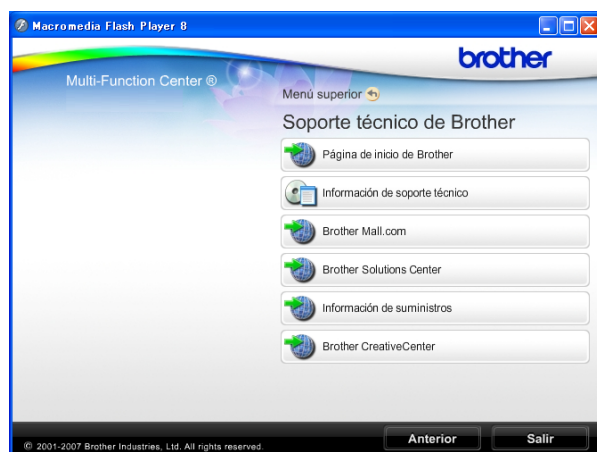 Macromedia Flash Player 8
brother
Multi-Function Center ®
Menú superior
Soporte técnico de Brother
Página de inicio de Brother
Información de soporte técnico
Brother Mall.com
Brother Solutions Center
Información de suministros
Brother CreativeCenter
Anterior
Salir
© 2001-2007 Brother Industries, Ltd. All rights reserved.